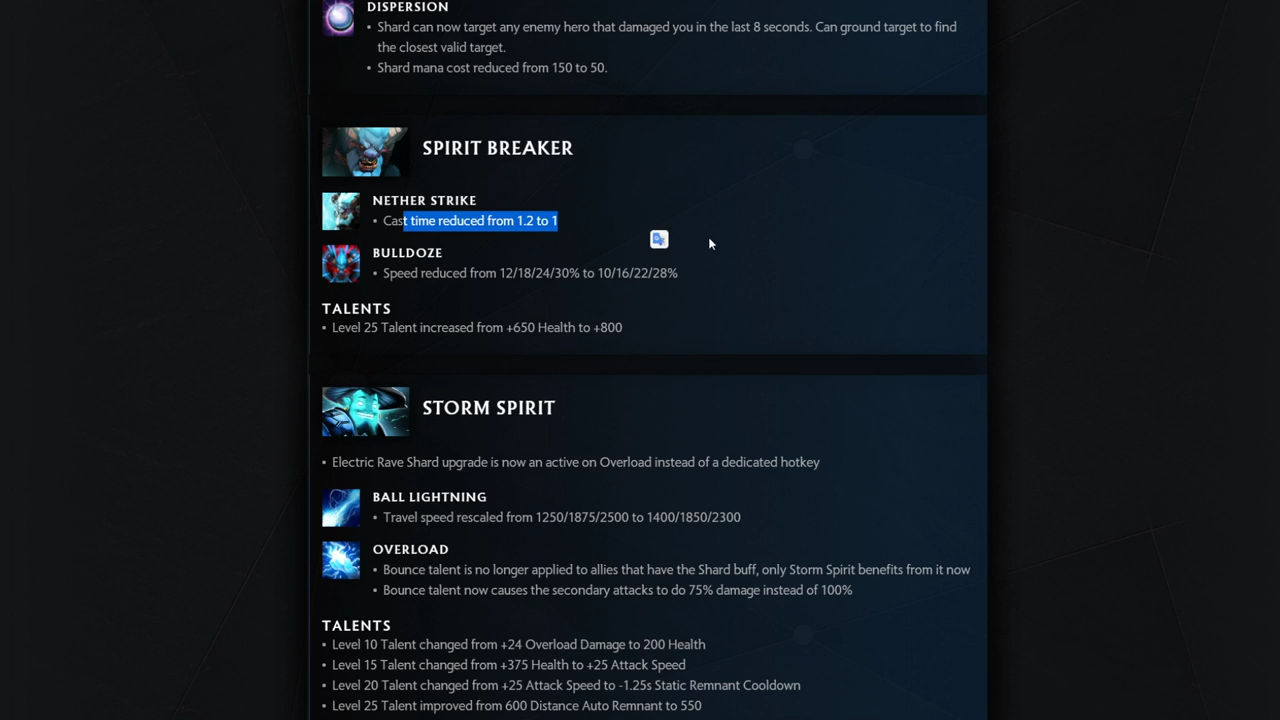 DISPERSION
• Shard can now target any enemy hero that damaged you in the last 8 seconds. Can ground target to find
the closest valid target.
• Shard mana cost reduced from 150 to 50.
SPIRIT BREAKER
NETHER STRIKE
• Cast time reduced from 1.2 to 1
BULLDOZE
• Speed reduced from 12/18/24/30% to 10/16/22/28%
TALENTS
• Level 25 Talent increased from +650 Health to +800
STORM SPIRIT
• Electric Rave Shard upgrade is now an active on Overload instead of a dedicated hotkey
BALL LIGHTNING
• Travel speed rescaled from 1250/1875/2500 to 1400/1850/2300
OVERLOAD
• Bounce talent is no longer applied to allies that have the Shard buff, only Storm Spirit benefits from it now
• Bounce talent now causes the secondary attacks to do 75% damage instead of 100%
TALENTS
• Level 10 Talent changed from +24 Overload Damage to 200 Health
• Level 15 Talent changed from +375 Health to +25 Attack Speed
• Level 20 Talent changed from +25 Attack Speed to -1.25s Static Remnant Cooldown
• Level 25 Talent improved from 600 Distance Auto Remnant to 550